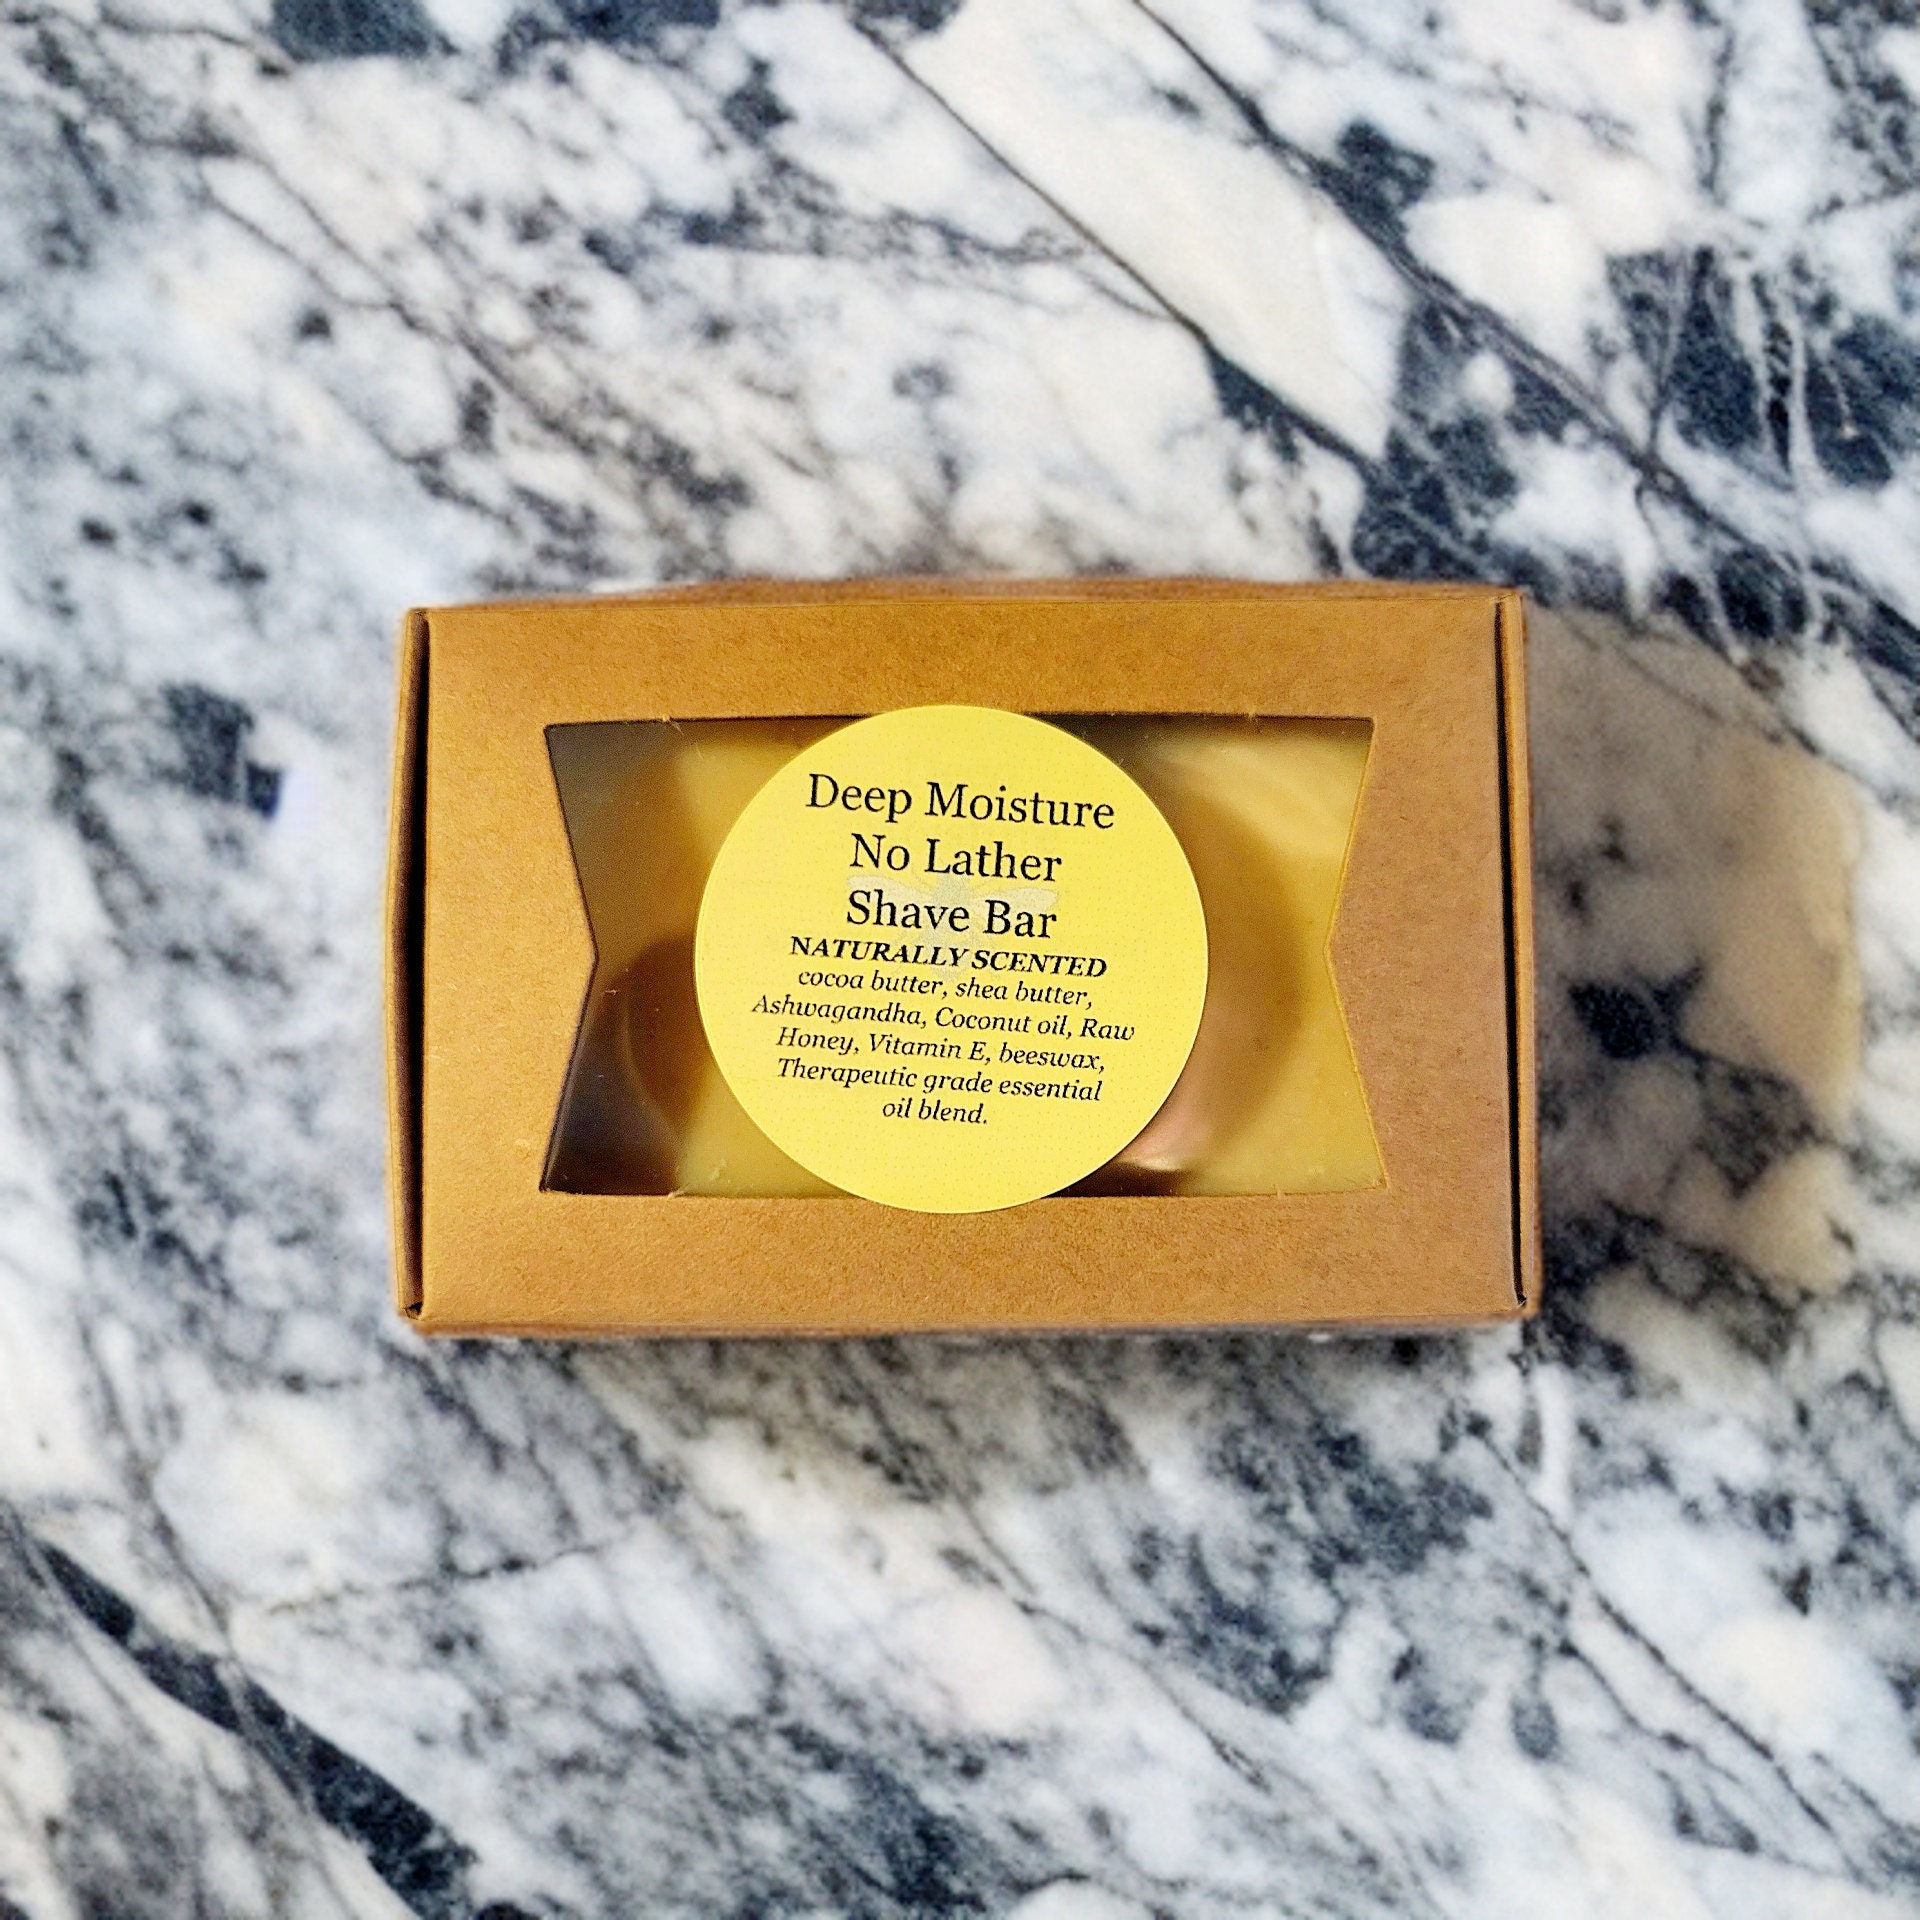 Deep Moisture
No Lather
Shave Bar
NATURALLY SCENTED
cocoa butter, shea butter,
Ashwagandha, Coconut oil, Raw
Honey, Vitamin E, beeswax,
Therapeutic grade essential
oil blend.